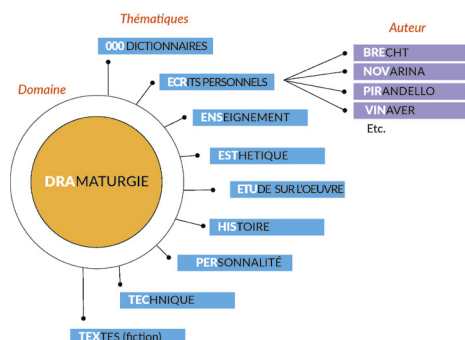 Thématiques
Auteur
000 DICTIONNAIRES
BRECHT
ECRITS PERSONNELS
NOVARINA
Domaine
PIRANDELLO
ENSEIGNEMENT
VINAVER
Etc.
ESTHETIQUE
DRAMATURGIE
ETUDE SUR L'OEUVRE
HISTOIRE
PERSONNALITÉ
TECHNIQUE
TEXTES (fiction)